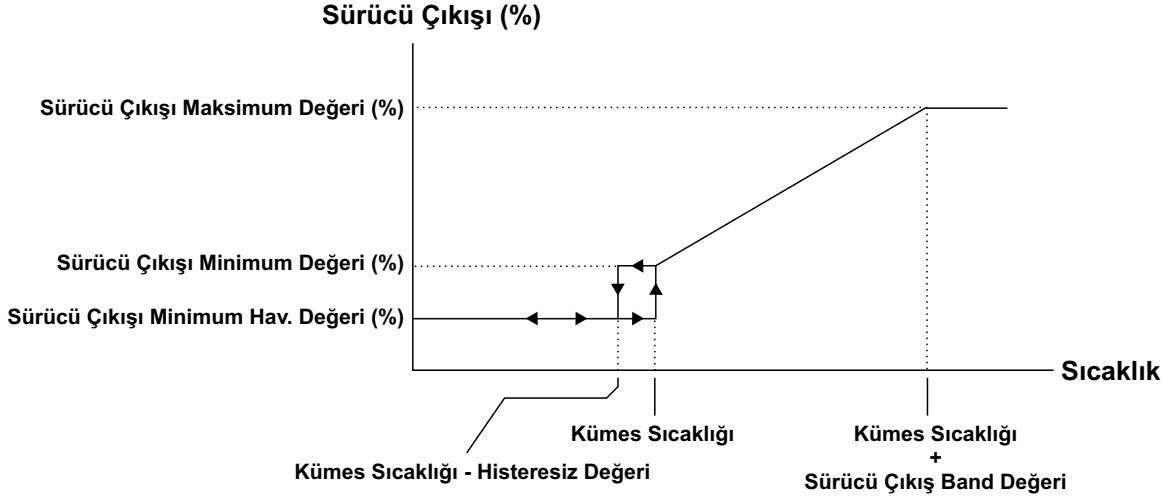 Sürücü Çıkışı (%)
Sürücü Çıkışı Maksimum Değeri (%)
Sürücü Çıkışı Minimum Değeri (%)
Sürücü Çıkışı Minimum Hav. Değeri (%)
Sıcaklık
Kümes Sıcaklığı
Kümes Sıcaklığı
+
Sürücü Çıkış Band Değeri
Kümes Sıcaklığı - Histeresiz Değeri